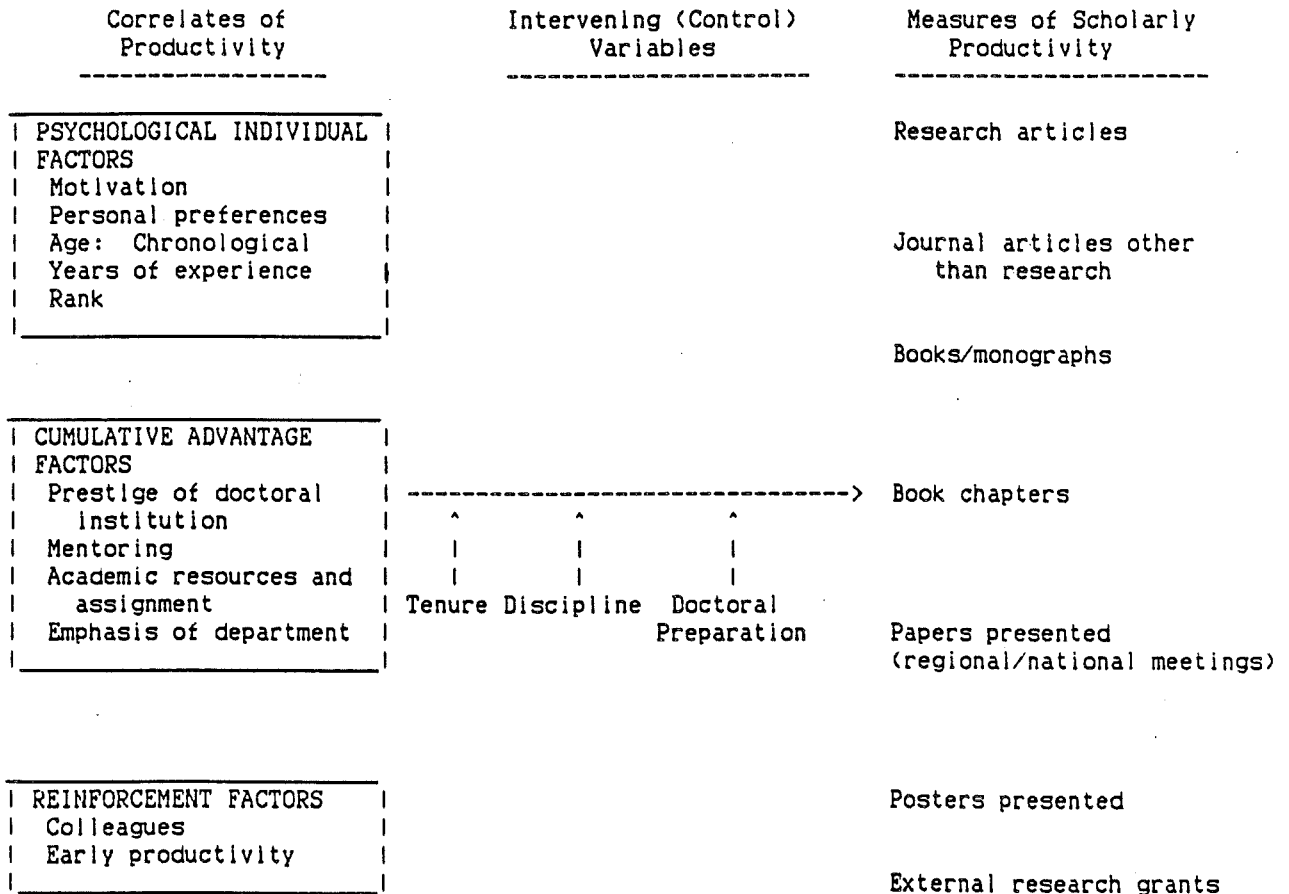 Correlates of
Productivity
Intervening (Control)
Variables
Measures of Scholarly
Productivity
PSYCHOLOGICAL INDIVIDUAL
FACTORS
Motivation
Personal preferences
Age: Chronological
Years of experience
Rank
CUMULATIVE ADVANTAGE
FACTORS
Prestige of doctoral
institution
Mentoring
Academic resources and
assignment
Emphasis of department
REINFORCEMENT FACTORS
Colleagues
Early productivity
Tenure Discipline Doctoral
Preparation
Research articles
Journal articles other
than research
Books/monographs
Book chapters
Papers presented
(regional/national meetings)
Posters presented
External research grants